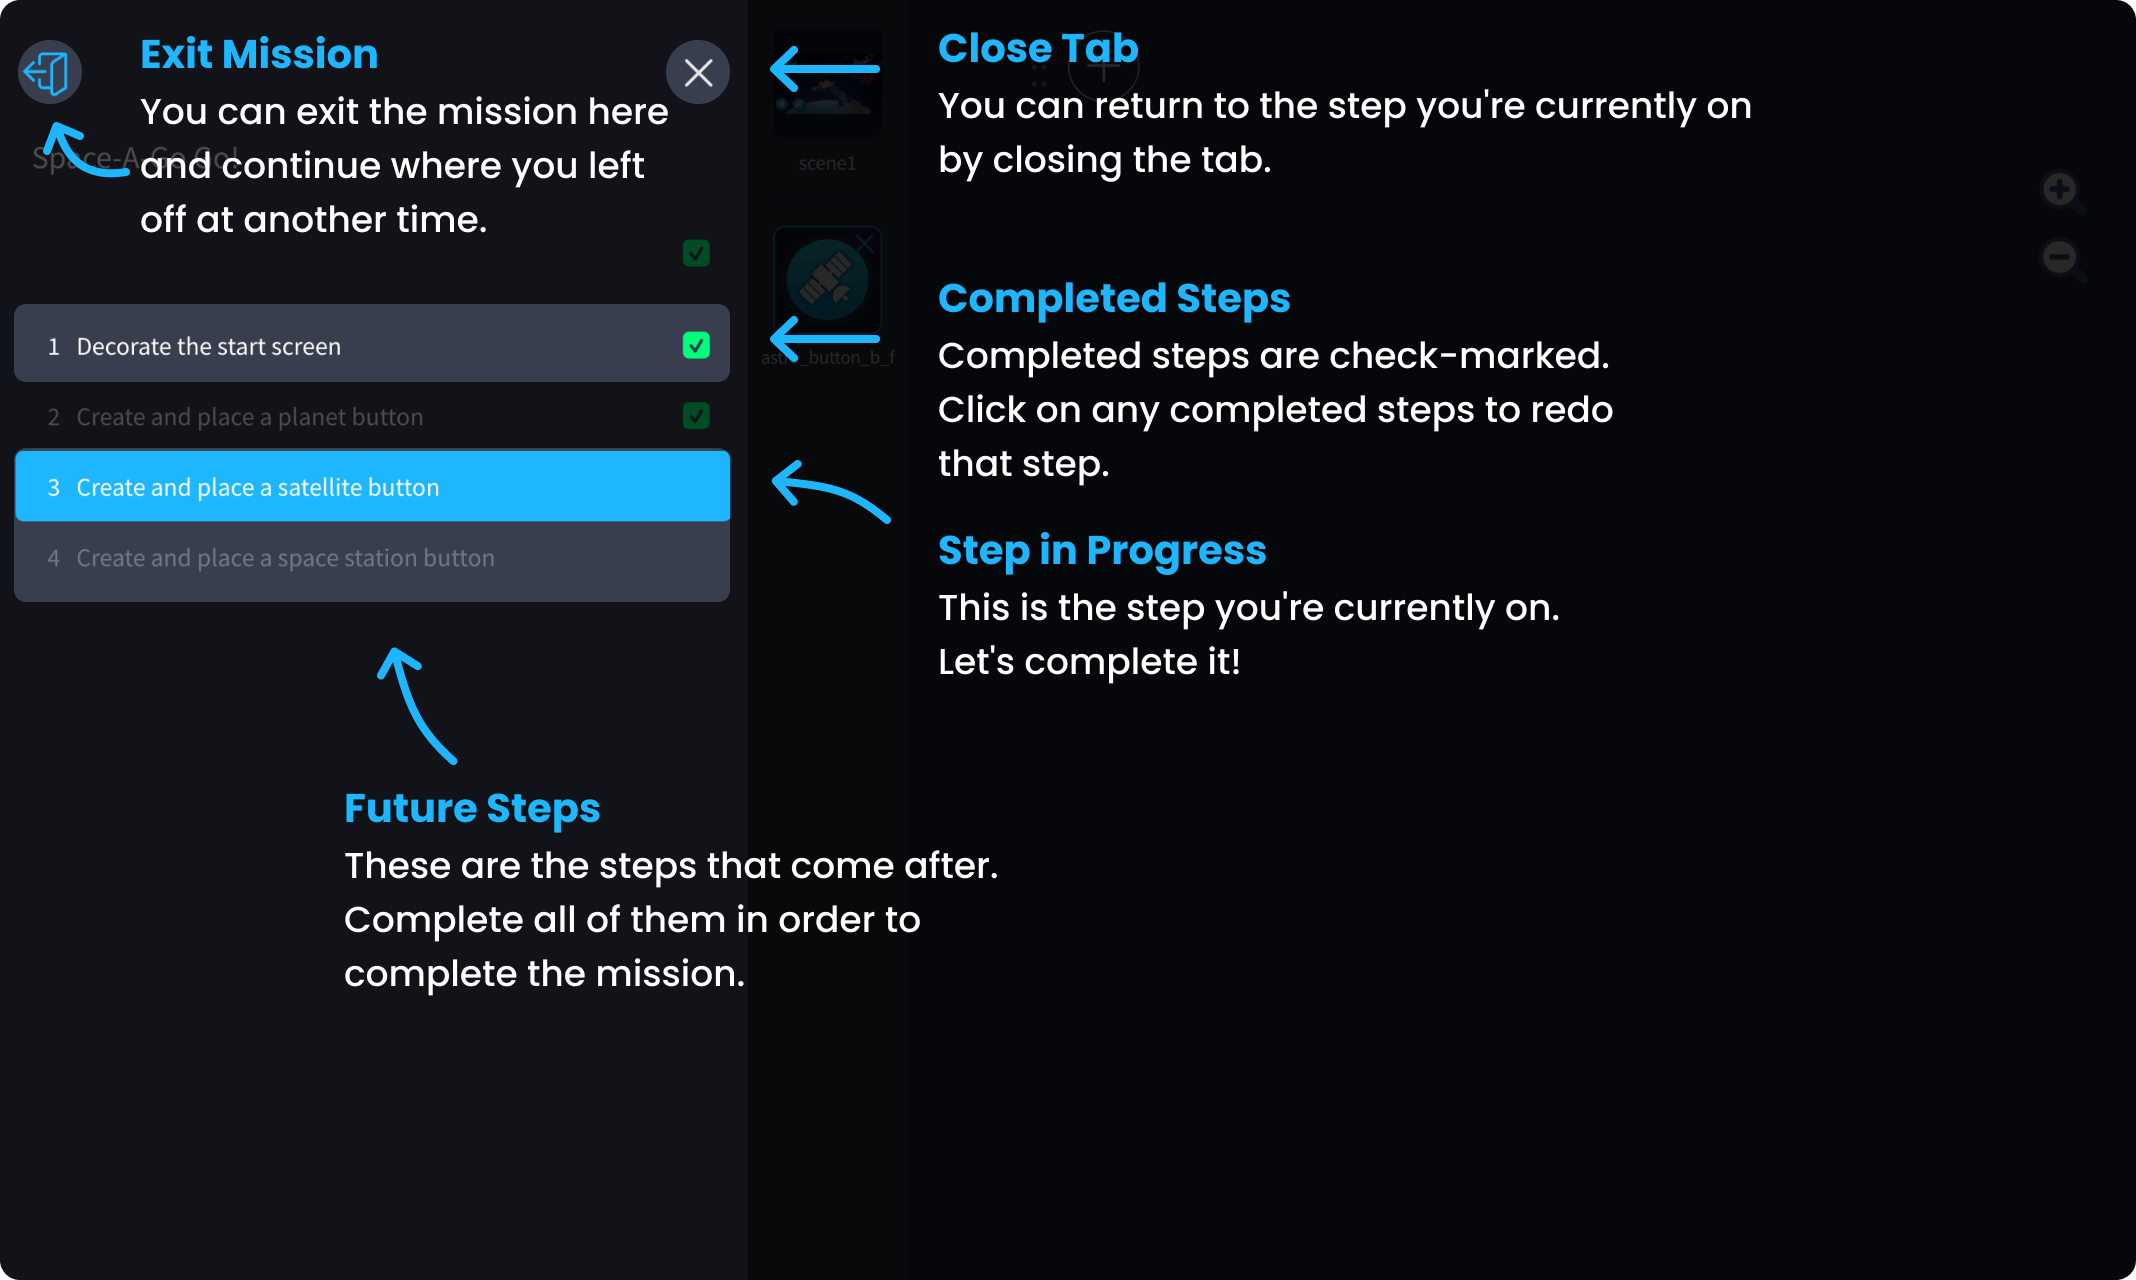 Exit Mission
You can exit the mission here
and continue where you left
off at another time.
Space-A-Go Go!
1 Decorate the start screen
2 Create and place a planet button
3 Create and place a satellite button
4 Create and place a space station button
Future Steps
These are the steps that come after.
Complete all of them in order to
complete the mission.
scene1
Close Tab
You can return to the step you're currently on
by closing the tab.
Completed Steps
Completed steps are check-marked.
Click on any completed steps to redo
that step.
Step in Progress
This is the step you're currently on.
Let's complete it!